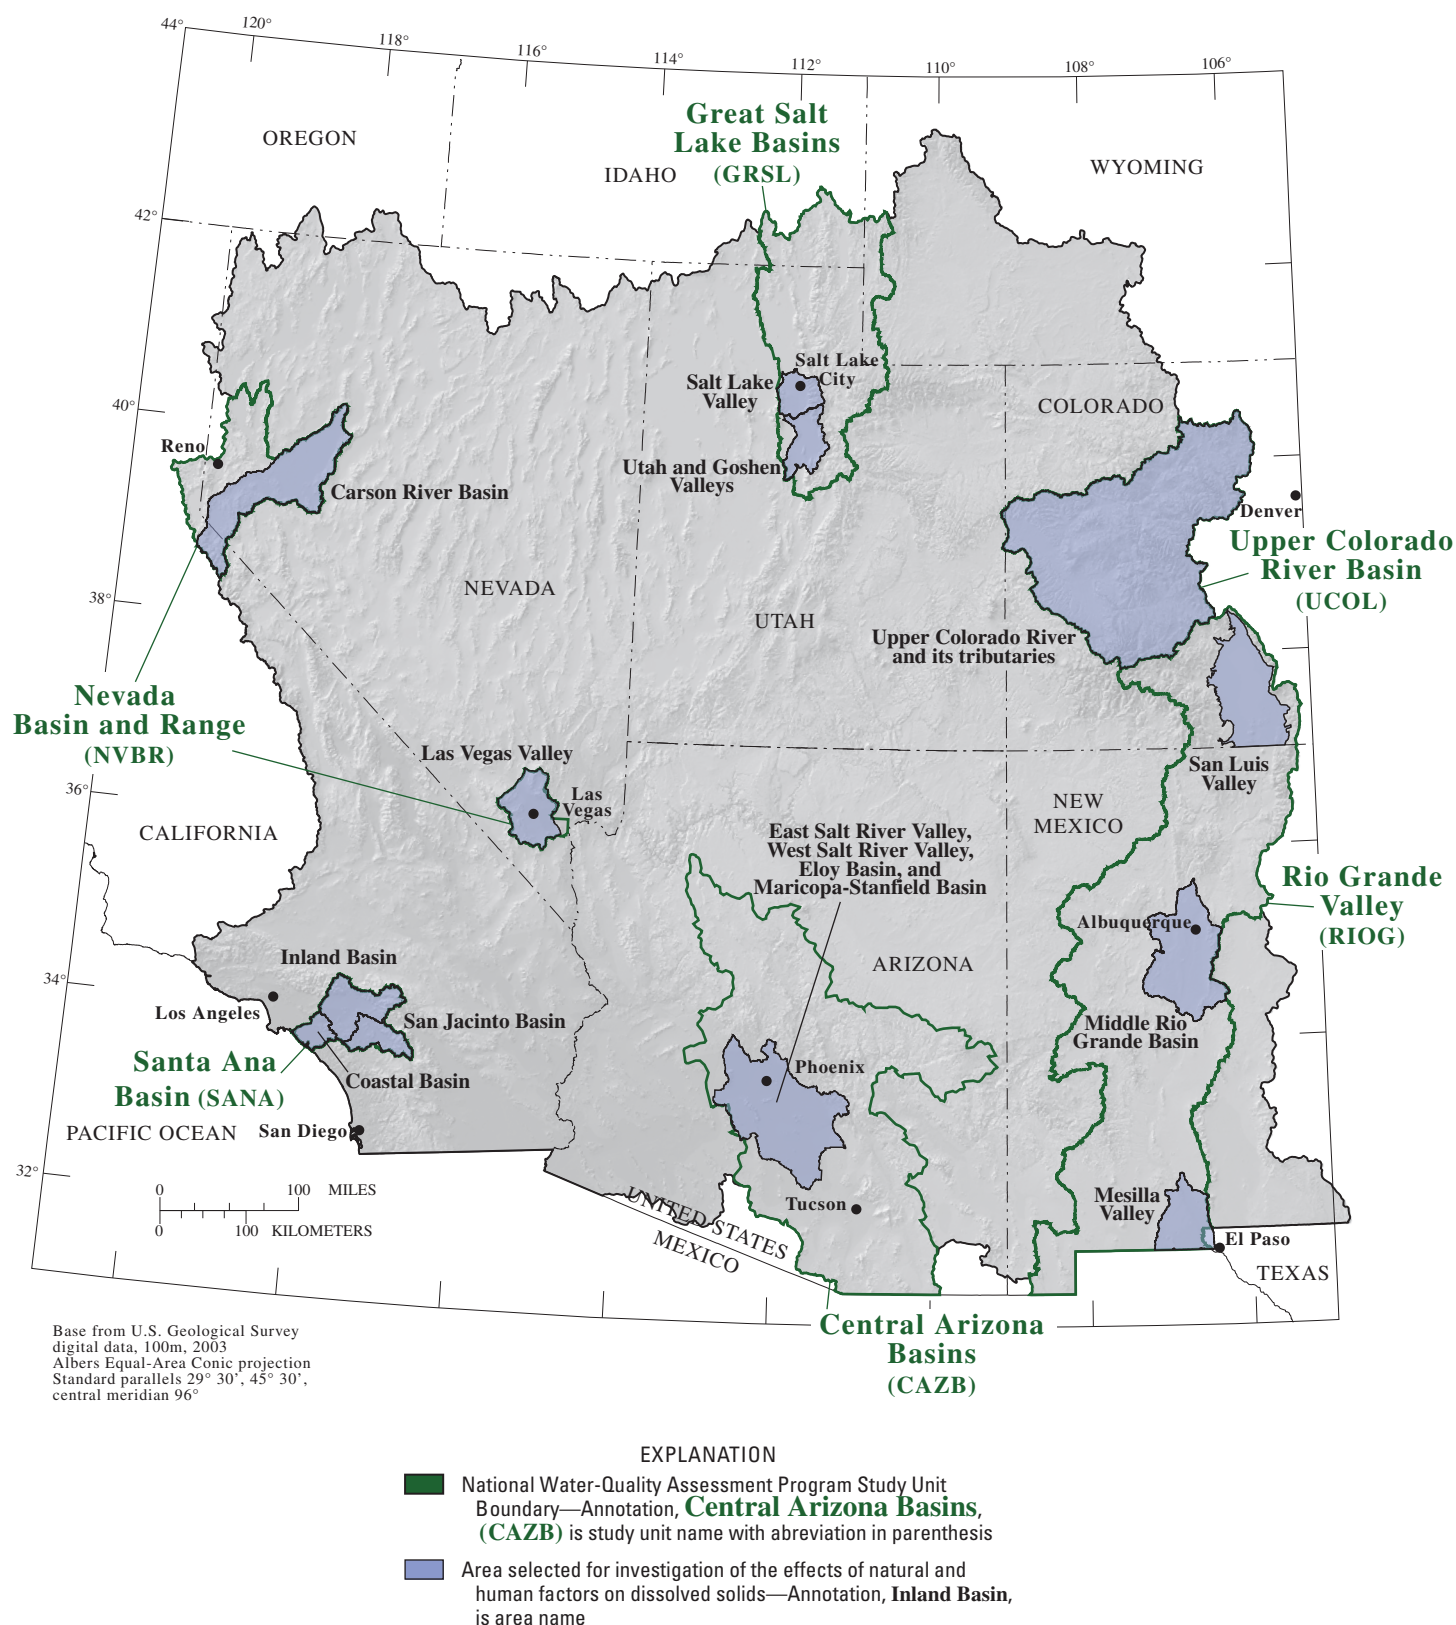 44°
120°
118°
116°
114°
112°
110°
108°
106°
Great Salt
Lake Basins
(GRSL)
OREGON
IDAHO
WYOMING
42°
Salt Lake
City
Salt Lake
Valley
COLORADO
40°
Reno
Utah and Goshen
Valleys
Carson River Basin
Denver
Upper Colorado
River Basin
(UCOL)
NEVADA
38°
UTAH
Upper Colorado River
and its tributaries
Nevada
Basin and Range
(NVBR)
Las Vegas Valley
San Luis
Valley
36°
Las
Vegas
NEW
MEXICO
CALIFORNIA
East Salt River Valley,
West Salt River Valley,
Eloy Basin, and
Maricopa-Stanfield Basin
Rio Grande
Valley
(RIOG)
Albuquerque
Inland Basin
ARIZONA
34°
Los Angeles
San Jacinto Basin
Middle Rio
Grande Basin
Santa Ana
Basin (SANA)
Coastal Basin
Phoenix
PACIFIC OCEAN
San Diego
32°
0 100 MILES
0 100 KILOMETERS
Tucson
Mesilla
Valley
UNITED STATES
MEXICO
El Paso
TEXAS
Central Arizona
Basins
(CAZB)
Base from U.S. Geological Survey
digital data, 100m, 2003
Albers Equal-Area Conic projection
Standard parallels 29° 30’, 45° 30’,
central meridian 96°
EXPLANATION
National Water-Quality Assessment Program Study Unit
Boundary—Annotation, Central Arizona Basins,
(CAZB) is study unit name with abreviation in parenthesis
Area selected for investigation of the effects of natural and
human factors on dissolved solids—Annotation, Inland Basin,
is area name